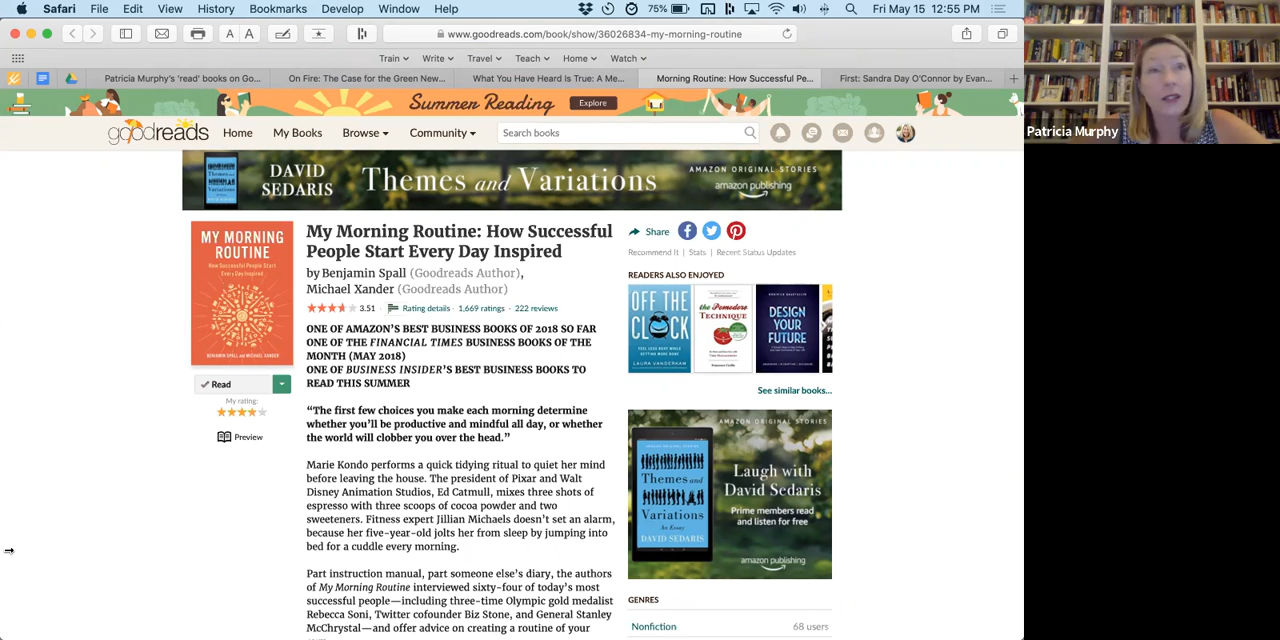 Safari File Edit View History Bookmarks Develop Window Help 75% Fri May 15 12:55 PM
www.goodreads.com/book/show/36026834-my-morning-routine
A A
Train Write Travel Teach Home Watch
Patricia Murphy's 'read' books on Go... On Fire: The Case for the Green New... What You Have Heard Is True: A Me... Morning Routine: How Successful Pe... First: Sandra Day O'Connor by Evan...
Summer Reading Explore
goodreads Home My Books Browse Community Search books
DAVID SEDARIS Themes and Variations AMAZON ORIGINAL STORIES amazon publishing
MY MORNING ROUTINE
How Successful People Start Every Day Inspired
BENJAMIN SPALL AND MICHAEL XANDER
Read
My rating:
Preview
My Morning Routine: How Successful
People Start Every Day Inspired
by Benjamin Spall (Goodreads Author),
Michael Xander (Goodreads Author)
3.51 · Rating details · 1,669 ratings · 222 reviews
ONE OF AMAZON'S BEST BUSINESS BOOKS OF 2018 SO FAR
ONE OF THE FINANCIAL TIMES BUSINESS BOOKS OF THE
MONTH (MAY 2018)
ONE OF BUSINESS INSIDER'S BEST BUSINESS BOOKS TO
READ THIS SUMMER
“The first few choices you make each morning determine
whether you'll be productive and mindful all day, or whether
the world will clobber you over the head.”
Marie Kondo performs a quick tidying ritual to quiet her mind
before leaving the house. The president of Pixar and Walt
Disney Animation Studios, Ed Catmull, mixes three shots of
espresso with three scoops of cocoa powder and two
sweeteners. Fitness expert Jillian Michaels doesn't set an alarm,
because her five-year-old jolts her from sleep by jumping into
bed for a cuddle every morning.
Part instruction manual, part someone else's diary, the authors
of My Morning Routine interviewed sixty-four of today's most
successful people—including three-time Olympic gold medalist
Rebecca Soni, Twitter cofounder Biz Stone, and General Stanley
McChrystal—and offer advice on creating a routine of your
Share
Recommend It | Stats | Recent Status Updates
READERS ALSO ENJOYED
OFF THE CLOCK
LAURA VANDERKAM
the Pomodoro TECHNIQUE
DESIGN YOUR FUTURE
See similar books…
AMAZON ORIGINAL STORIES
Themes and Variations
An Essay
DAVID SEDARIS
Laugh with
David Sedaris
Prime members read
and listen for free
amazon publishing
GENRES
Nonfiction 68 users
Patricia Murphy